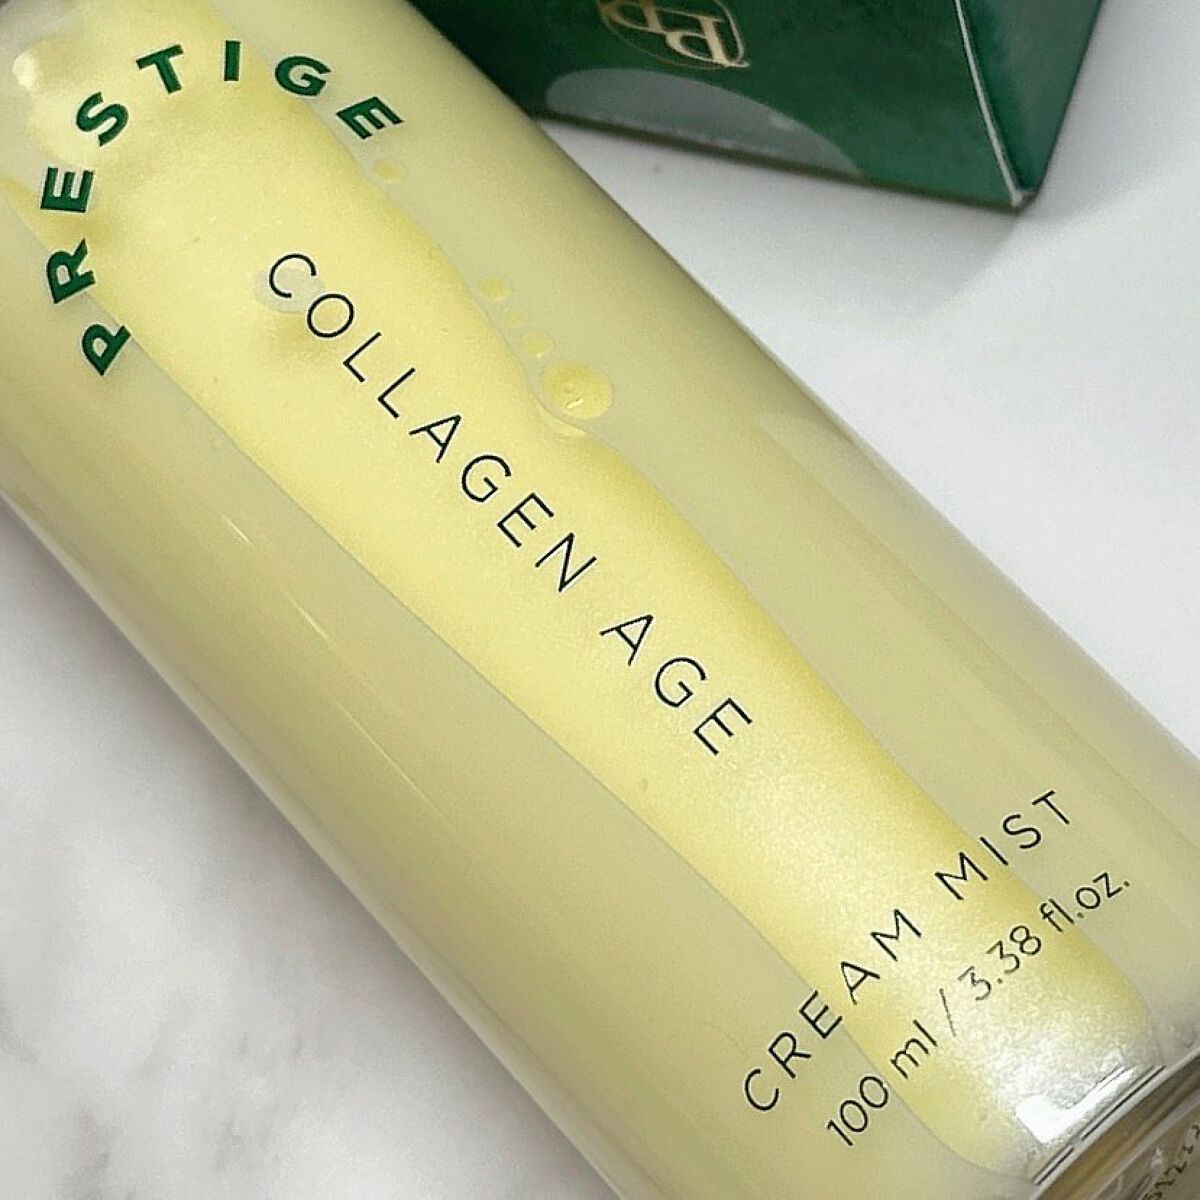 PRESTIGE
COLLAGEN AGE
CREAM MIST
100 ml / 3.38 fl.oz.